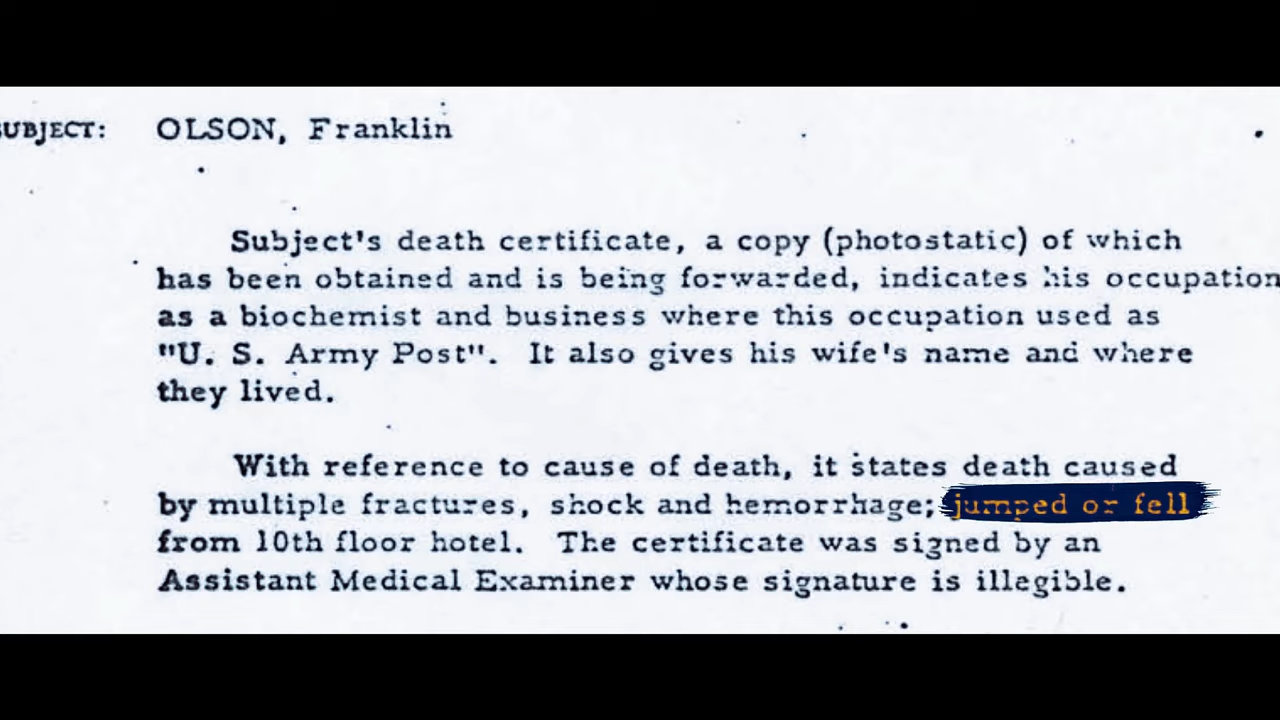 SUBJECT: OLSON, Franklin
Subject's death certificate, a copy (photostatic) of which
has been obtained and is being forwarded, indicates his occupation
as a biochemist and business where this occupation used as
"U. S. Army Post". It also gives his wife's name and where
they lived.
With reference to cause of death, it states death caused
by multiple fractures, shock and hemorrhage; jumped or fell
from 10th floor hotel. The certificate was signed by an
Assistant Medical Examiner whose signature is illegible.